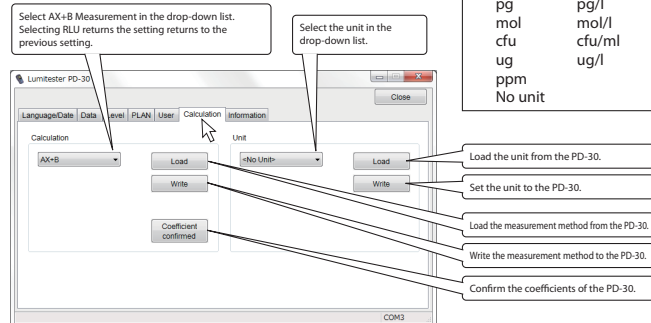 Select AX+B Measurement in the drop-down list.
Selecting RLU returns the setting returns to the
previous setting.
Select the unit in the
drop-down list.
pg pg/l
mol mol/l
cfu cfu/ml
ug ug/l
ppm
No unit
Lumitester PD-30
Close
Language/Date Data Level PLAN User Calculation Information
Calculation
Unit
AX+B
Load
<No Unit>
Load
Write
Write
Coefficient
confirmed
COM3
Load the unit from the PD-30.
Set the unit to the PD-30.
Load the measurement method from the PD-30.
Write the measurement method to the PD-30.
Confirm the coefficients of the PD-30.